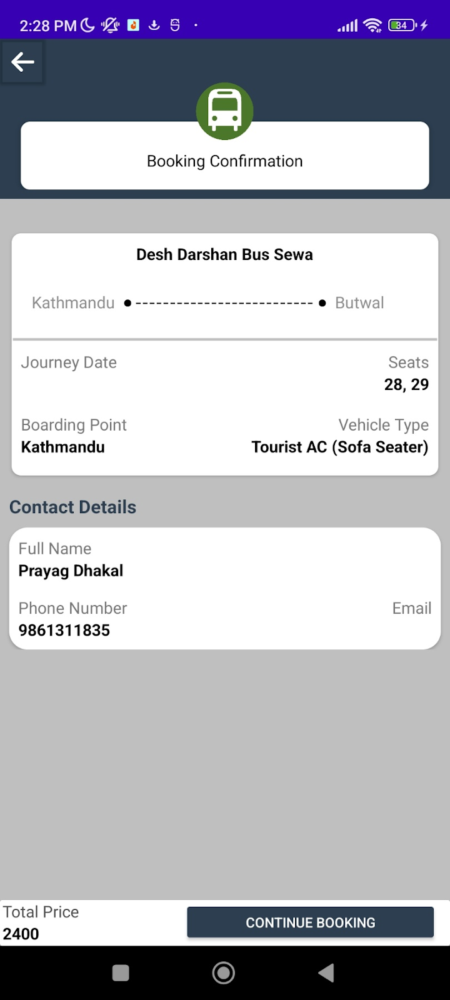 2:28 PM
84
Booking Confirmation
Desh Darshan Bus Sewa
Kathmandu
Butwal
Journey Date
Seats
28, 29
Boarding Point
Vehicle Type
Kathmandu
Tourist AC (Sofa Seater)
Contact Details
Full Name
Prayag Dhakal
Phone Number
Email
9861311835
Total Price
2400
CONTINUE BOOKING